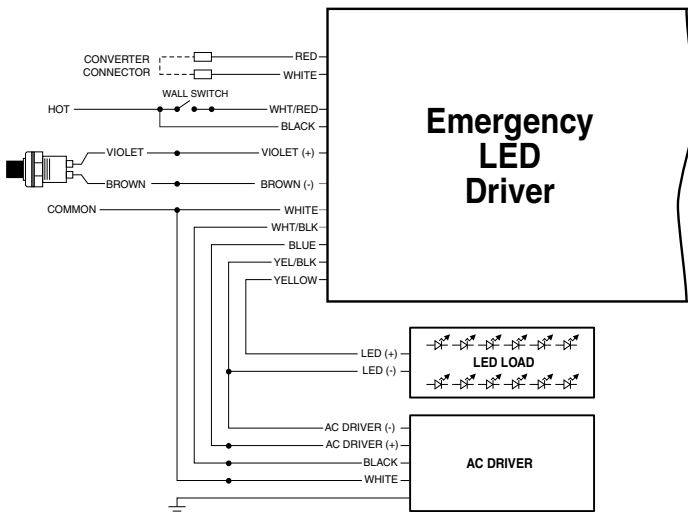 CONVERTER
CONNECTOR
RED
WHITE
WALL SWITCH
HOT
WHT/RED
BLACK
VIOLET
VIOLET (+)
BROWN
BROWN (-)
COMMON
WHITE
WHT/BLK
BLUE
YEL/BLK
YELLOW
Emergency
LED
Driver
LED (+)
LED (-)
LED LOAD
AC DRIVER (-)
AC DRIVER (+)
BLACK
WHITE
AC DRIVER